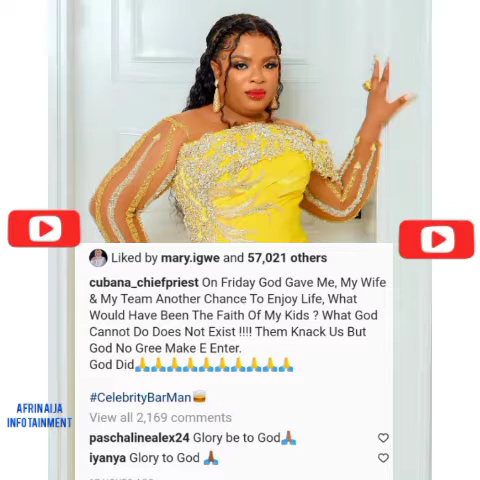 Liked by mary.igwe and 57,021 others
cubana_chiefpriest On Friday God Gave Me, My Wife
& My Team Another Chance To Enjoy Life, What
Would Have Been The Faith Of My Kids ? What God
Cannot Do Does Not Exist !!!! Them Knack Us But
God No Gree Make E Enter.
God Did🙏🙏🙏🙏🙏🙏🙏🙏🙏🙏
#CelebrityBarMan🥃
View all 2,169 comments
paschalinealex24 Glory be to God🙏🏾
iyanya Glory to God 🙏🏾
AFRINAIJA
INFOTAINMENT